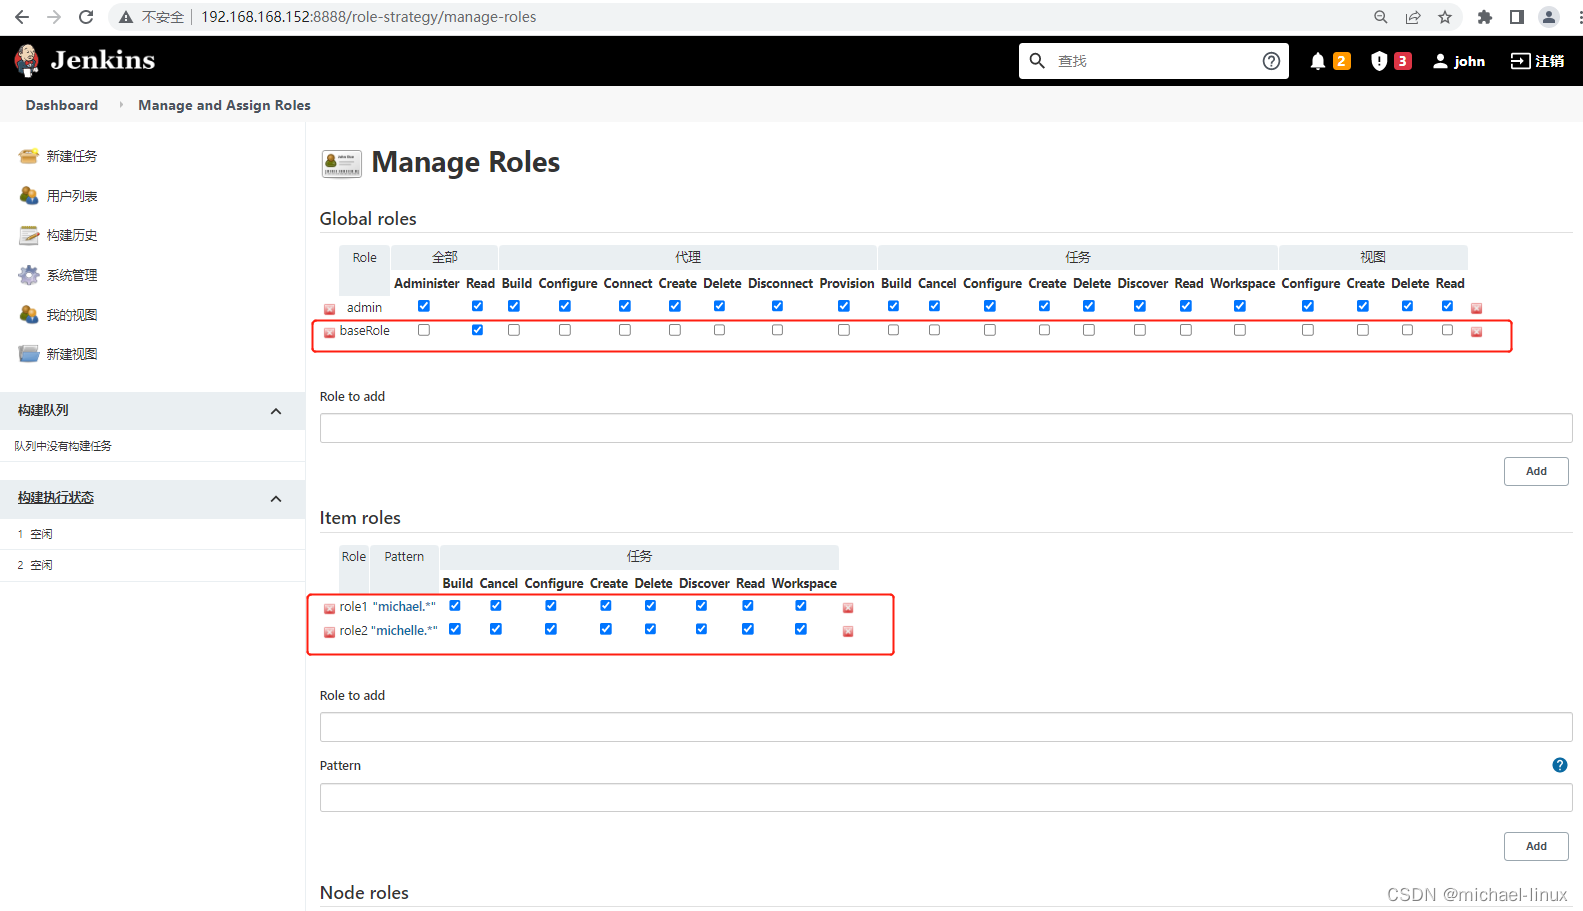 不安全 192.168.168.152:8888/role-strategy/manage-roles
Jenkins 查找 2 3 john 注销
Dashboard Manage and Assign Roles
新建任务
用户列表
构建历史
系统管理
我的视图
新建视图
构建队列
队列中没有构建任务
构建执行状态
1 空闲
2 空闲
Manage Roles
Global roles
Role 全部 代理 任务 视图
Administer Read Build Configure Connect Create Delete Disconnect Provision Build Cancel Configure Create Delete Discover Read Workspace Configure Create Delete Read
admin
baseRole
Role to add
Add
Item roles
Role Pattern 任务
Build Cancel Configure Create Delete Discover Read Workspace
role1 "michael.*"
role2 "michelle.*"
Role to add
Pattern
Add
Node roles
CSDN @michael-linux